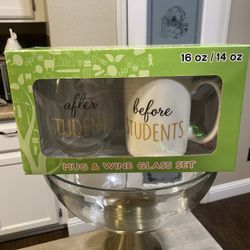 16 oz / 14 oz
after
STUDENTS
before
STUDENTS
MUG & WINE GLASS SET